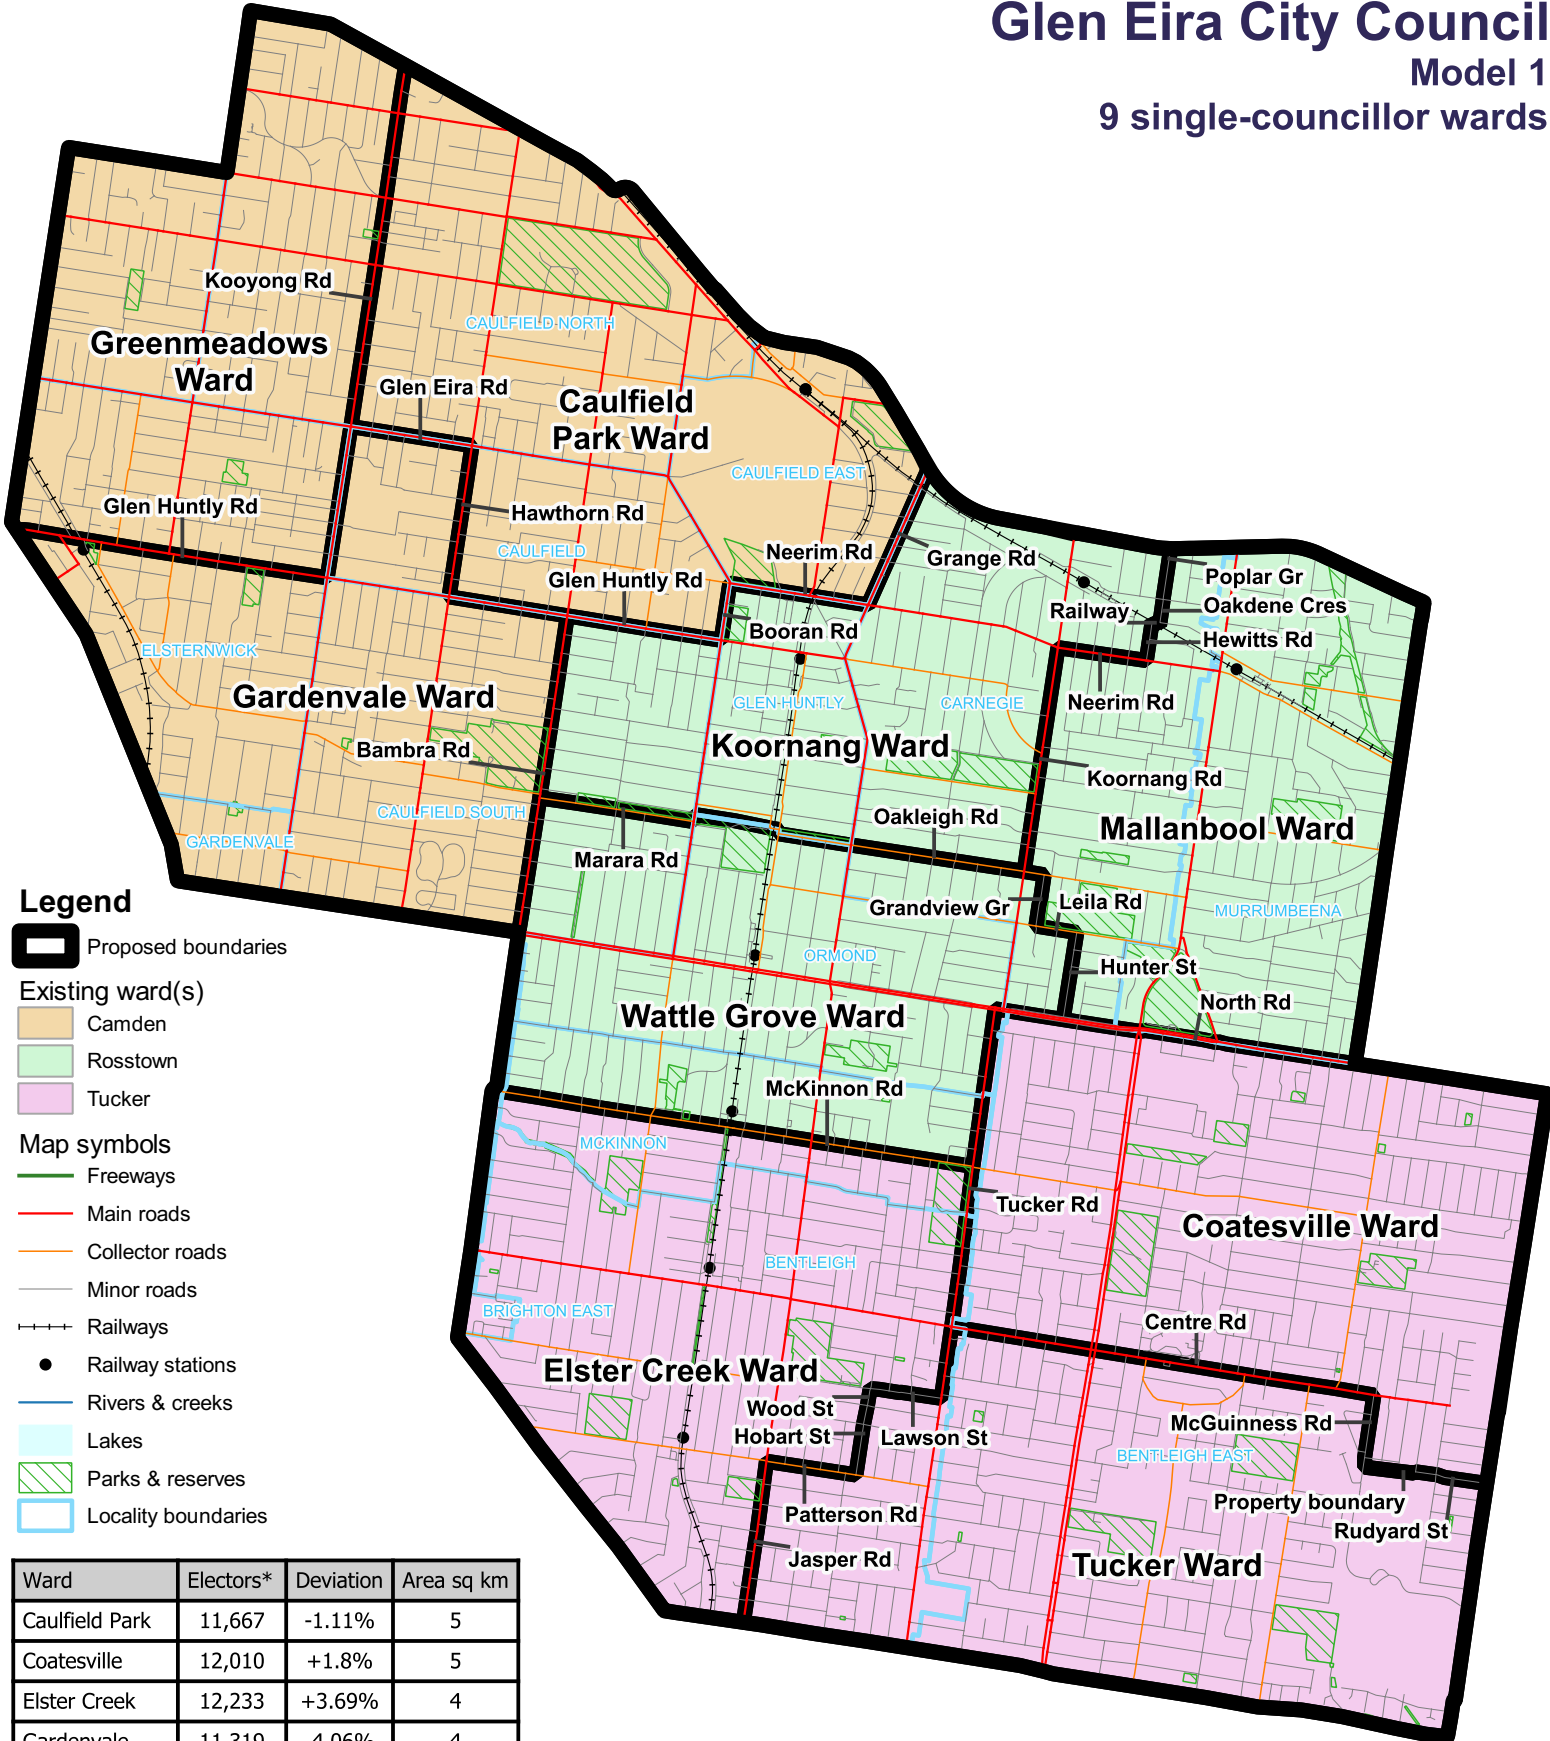 Glen Eira City Council
Model 1
9 single-councillor wards
Kooyong Rd
Greenmeadows
Ward
CAULFIELD NORTH
Glen Eira Rd
Caulfield
Park Ward
CAULFIELD EAST
Glen Huntly Rd
Hawthorn Rd
CAULFIELD
Neerim Rd
Grange Rd
Glen Huntly Rd
Poplar Gr
Railway
Oakdene Cres
Booran Rd
Hewitts Rd
ELSTERNWICK
Gardenvale Ward
GLEN HUNTLY
CARNEGIE
Neerim Rd
Bambra Rd
Koornang Ward
Koornang Rd
CAULFIELD SOUTH
Oakleigh Rd
Mallanbool Ward
GARDENVALE
Marara Rd
Grandview Gr
Leila Rd
MURRUMBEENA
ORMOND
Hunter St
North Rd
Wattle Grove Ward
McKinnon Rd
MCKINNON
Tucker Rd
Coatesville Ward
BENTLEIGH
BRIGHTON EAST
Centre Rd
Elster Creek Ward
Wood St
Hobart St
Lawson St
McGuinness Rd
BENTLEIGH EAST
Patterson Rd
Property boundary
Rudyard St
Jasper Rd
Tucker Ward
Legend
Proposed boundaries
Existing ward(s)
Camden
Rosstown
Tucker
Map symbols
Freeways
Main roads
Collector roads
Minor roads
Railways
Railway stations
Rivers & creeks
Lakes
Parks & reserves
Locality boundaries
Ward Electors* Deviation Area sq km
Caulfield Park 11,667 -1.11% 5
Coatesville 12,010 +1.8% 5
Elster Creek 12,233 +3.69% 4
Gardenvale 11,319 -4.06% 4